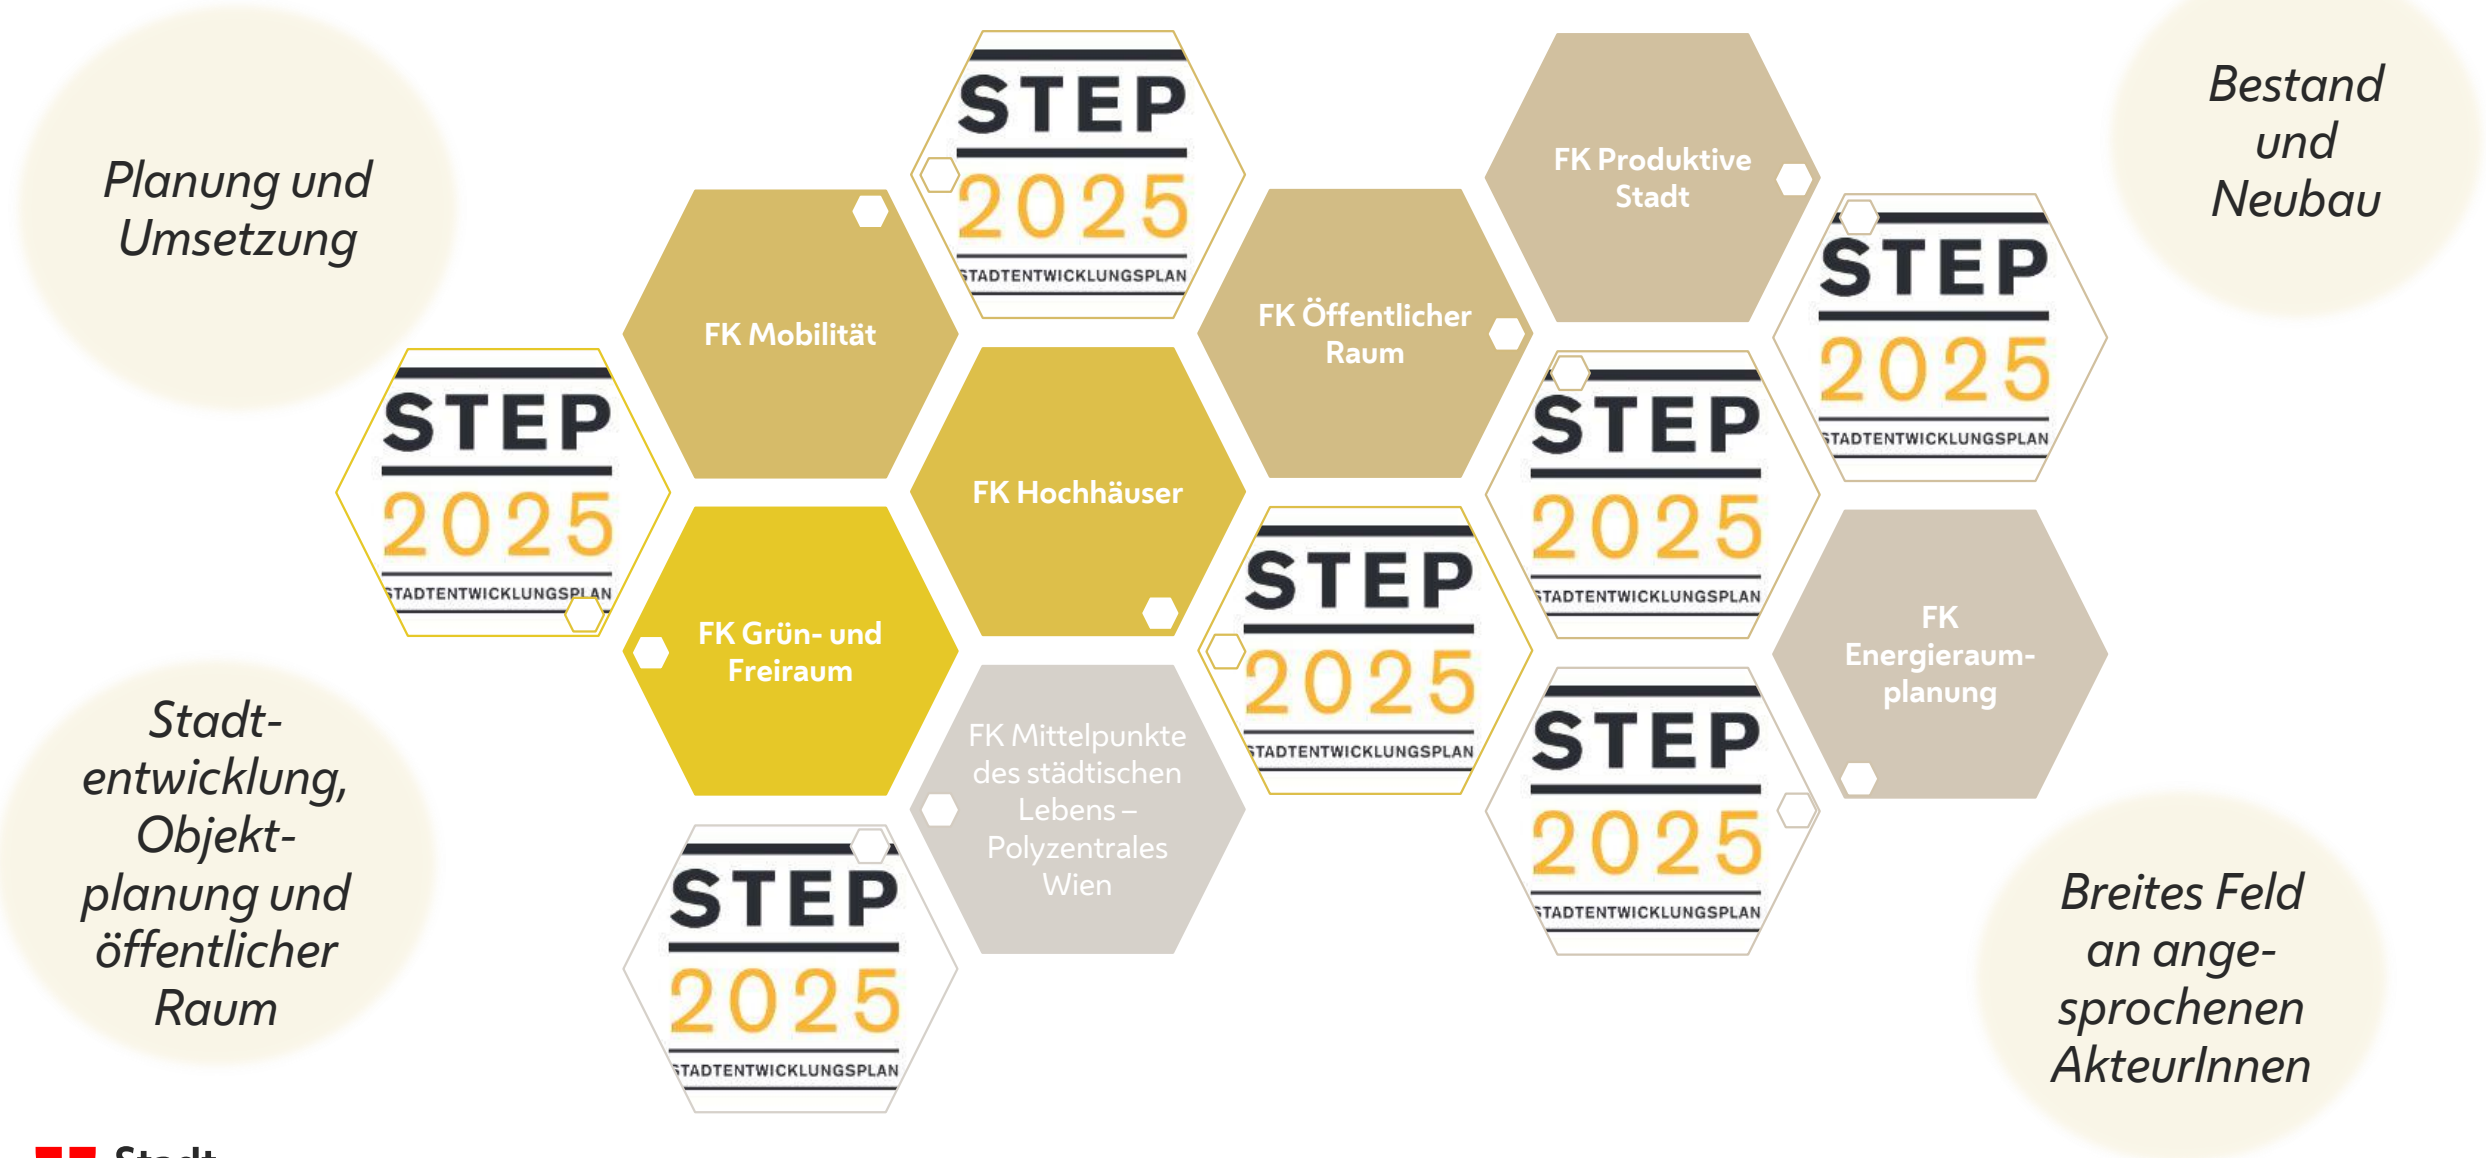 Planung und
Umsetzung
STEP
2025
STADTENTWICKLUNGSPLAN
FK Produktive
Stadt
Bestand
und
Neubau
FK Mobilität
FK Öffentlicher
Raum
STEP
2025
STADTENTWICKLUNGSPLAN
STEP
2025
STADTENTWICKLUNGSPLAN
FK Hochhäuser
STEP
2025
STADTENTWICKLUNGSPLAN
FK Grün- und
Freiraum
STEP
2025
STADTENTWICKLUNGSPLAN
FK
Energieraum-
planung
Stadt-
entwicklung,
Objekt-
planung und
öffentlicher
Raum
FK Mittelpunkte
des städtischen
Lebens –
Polyzentrales
Wien
STEP
2025
STADTENTWICKLUNGSPLAN
STEP
2025
STADTENTWICKLUNGSPLAN
Breites Feld
an ange-
sprochenen
AkteurInnen
Stadt